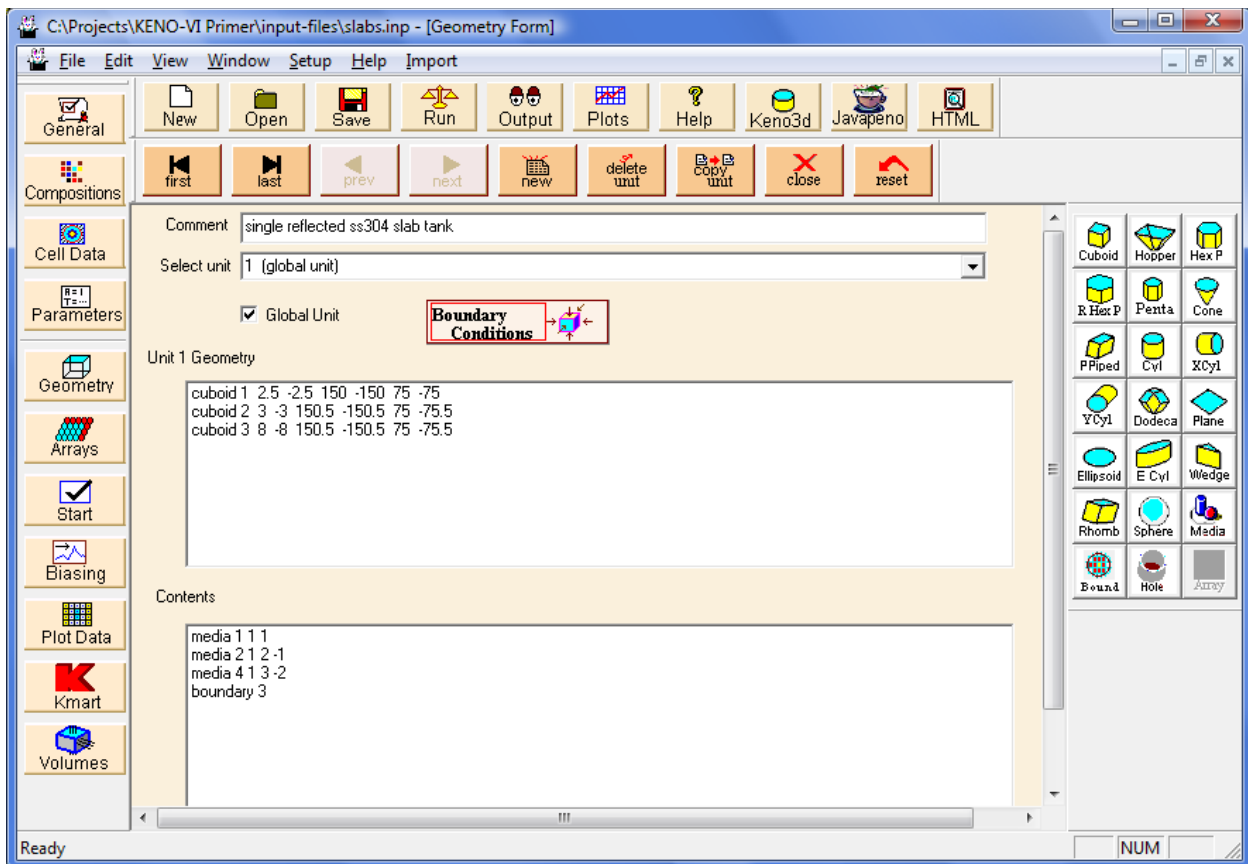 C:\Projects\KENO-VI Primer\input-files\slabs.inp - [Geometry Form]
File Edit View Window Setup Help Import
General
New Open Save Run Output Plots Help Keno3d Javapeno HTML
Compositions
first last prev next new delete unit copy unit close reset
Cell Data
Parameters
Geometry
Arrays
Start
Biasing
Plot Data
Kmart
Volumes
Comment single reflected ss304 slab tank
Select unit 1 (global unit)
Global Unit Boundary Conditions
Unit 1 Geometry
cuboid 1 2.5 -2.5 150 -150 75 -75
cuboid 2 3 -3 150.5 -150.5 75 -75.5
cuboid 3 8 -8 150.5 -150.5 75 -75.5
Contents
media 1 1 1
media 2 1 2 -1
media 4 1 3 -2
boundary 3
Cuboid Hopper Hex P
R Hex P Penta Cone
PPiped Cyl XCyl
YCyl Dodeca Plane
Ellipsoid E Cyl Wedge
Rhomb Sphere Media
Bound Hole Array
Ready NUM